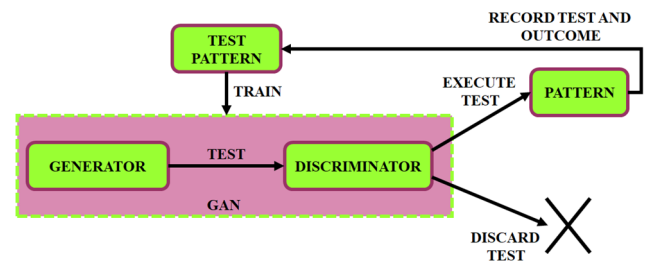 RECORD TEST AND
OUTCOME
TEST
PATTERN
TRAIN
EXECUTE
TEST
PATTERN
GENERATOR
TEST
DISCRIMINATOR
GAN
DISCARD
TEST